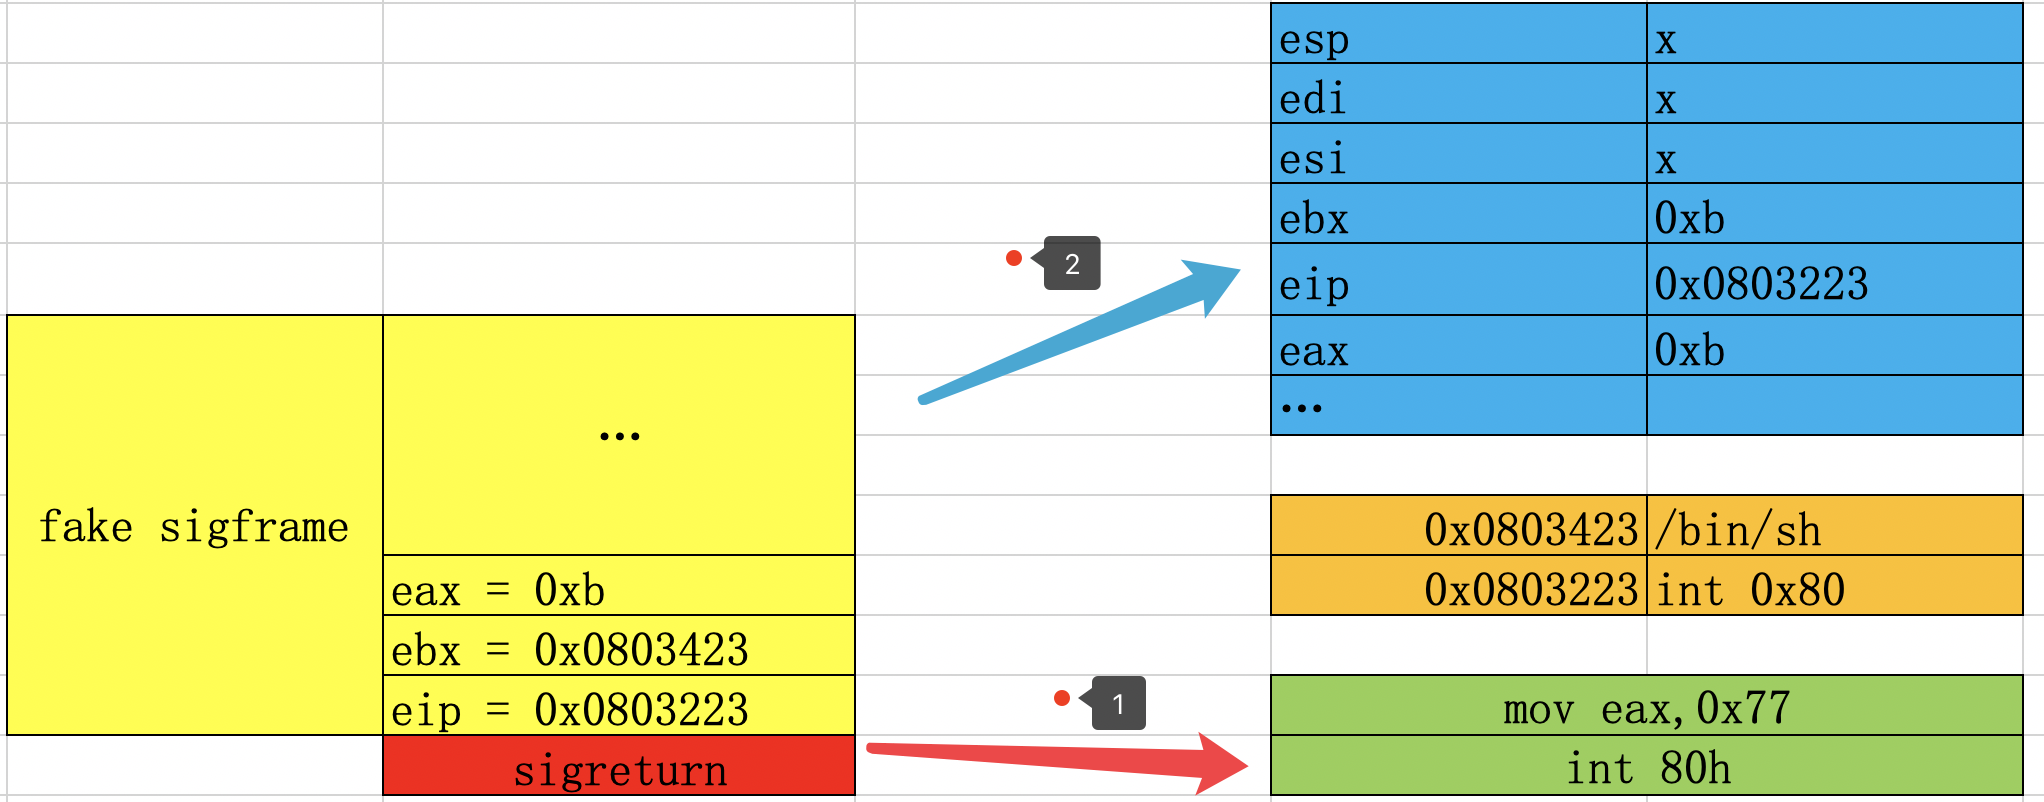 esp x
edi x
esi x
ebx 0xb
2
eip 0x0803223
eax 0xb
...
...
fake sigframe
0x0803423 /bin/sh
eax = 0xb
0x0803223 int 0x80
ebx = 0x0803423
eip = 0x0803223
1
mov eax,0x77
sigreturn
int 80h